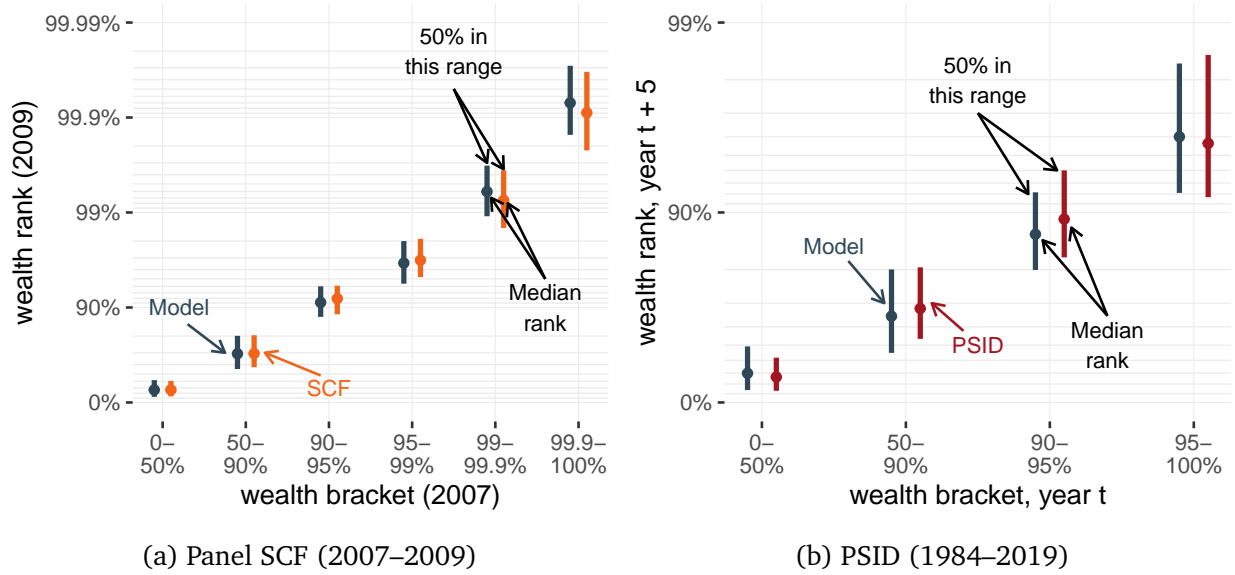 99.99%
99.9%
99%
90%
0%
wealth rank (2009)
50% in
this range
Model
SCF
Median
rank
0–
50%
50–
90%
90–
95%
95–
99%
99–
99.9%
99.9–
100%
wealth bracket (2007)
(a) Panel SCF (2007–2009)
99%
90%
0%
wealth rank, year t + 5
50% in
this range
Model
PSID
Median
rank
0–
50%
50–
90%
90–
95%
95–
100%
wealth bracket, year t
(b) PSID (1984–2019)